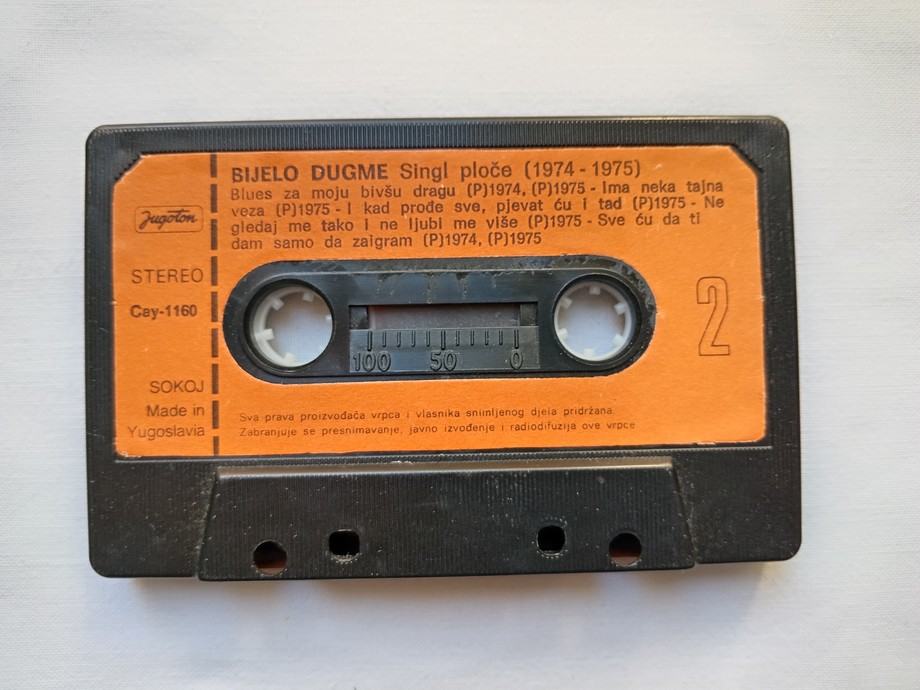 BIJELO DUGME Singl ploče (1974 - 1975)
Blues za moju bivšu dragu (P)1974, (P)1975 - Ima neka tajna
veza (P)1975 - I kad prođe sve, pjevat ću i tad (P)1975 - Ne
gledaj me tako i ne ljubi me više (P)1975 - Sve ću da ti
dam samo da zaigram (P)1974, (P)1975
Jugoton
STEREO
Cay-1160
2
100 50 0
SOKOJ
Made in
Yugoslavia
Sva prava proizvođača vrpca i vlasnika snimljenog djela pridržana.
Zabranjuje se presnimavanje, javno izvođenje i radiodifuzija ove vrpce